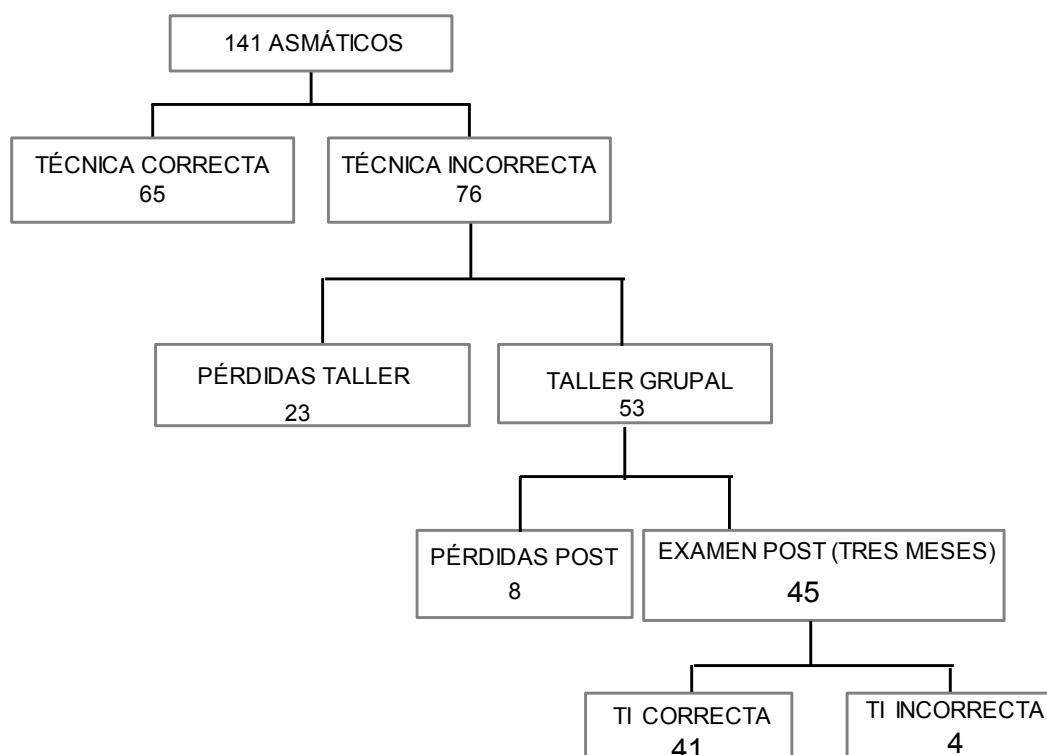 141 ASMÁTICOS
TÉCNICA CORRECTA
65
TÉCNICA INCORRECTA
76
PÉRDIDAS TALLER
23
TALLER GRUPAL
53
PÉRDIDAS POST
8
EXAMEN POST (TRES MESES)
45
TI CORRECTA
41
TI INCORRECTA
4